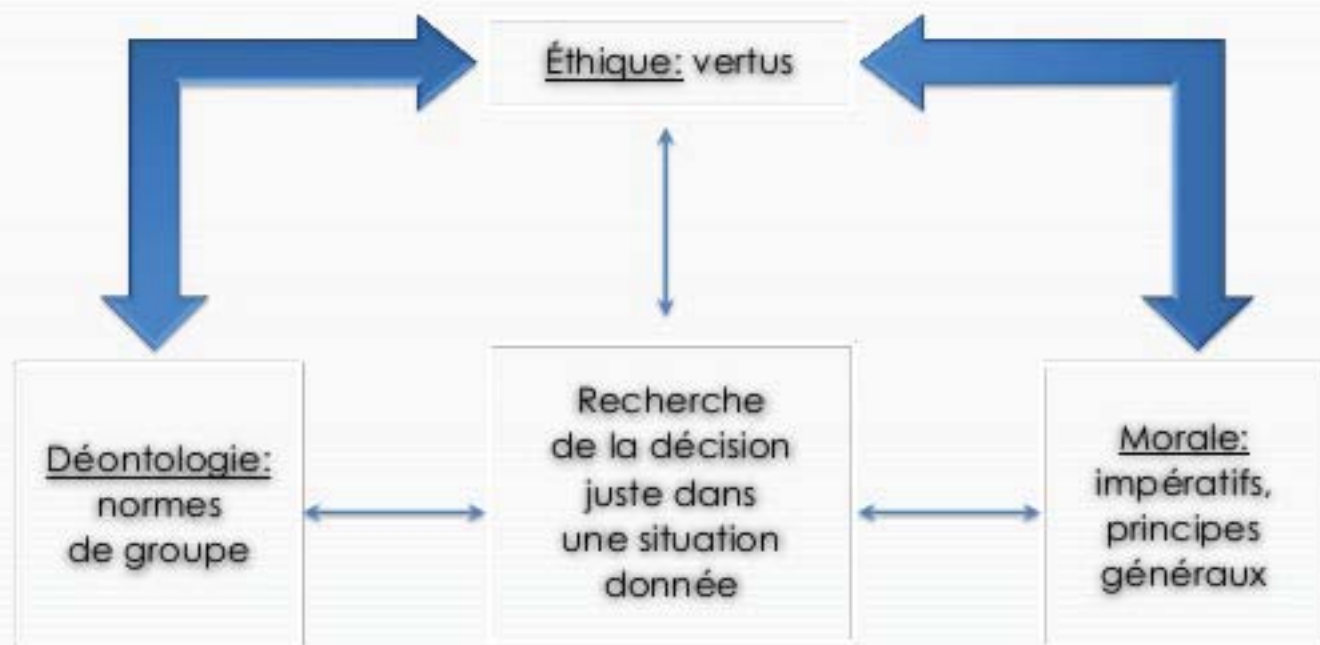 Éthique: vertus
Déontologie:
normes
de groupe
Recherche
de la décision
juste dans
une situation
donnée
Morale:
impératifs,
principes
généraux